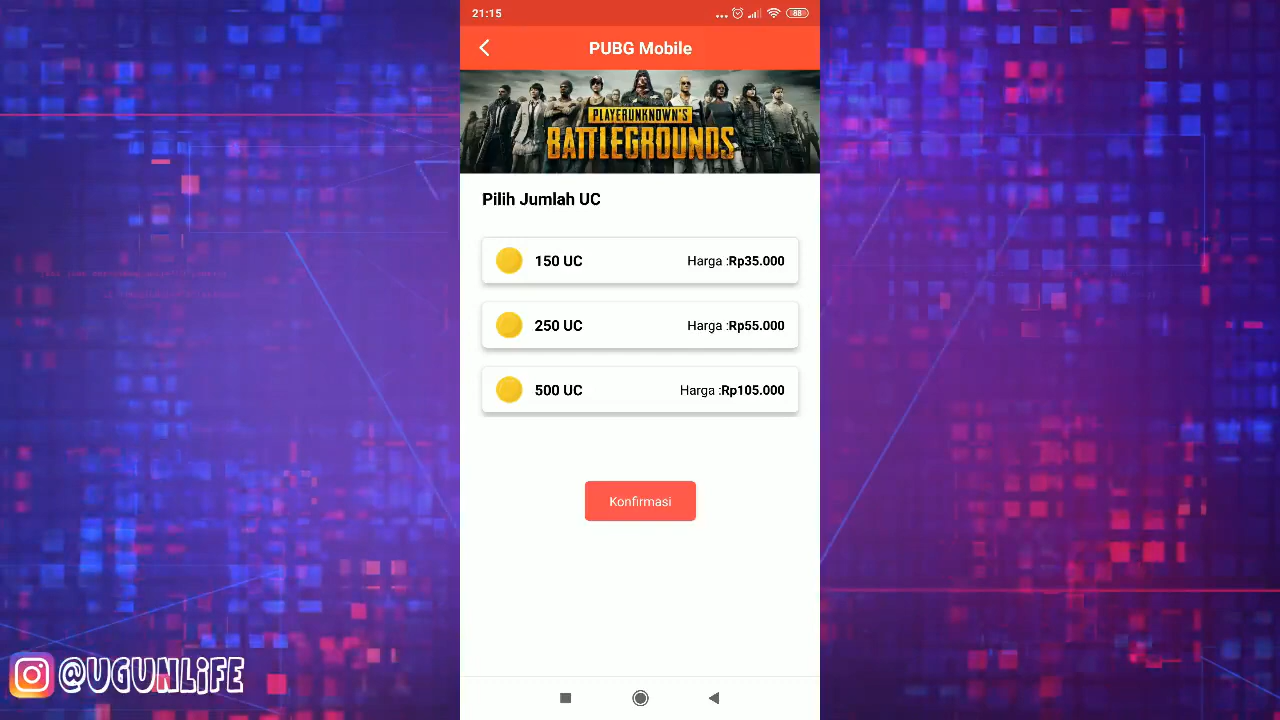 21:15
88
PUBG Mobile
PLAYERUNKNOWN'S
BATTLEGROUNDS
Pilih Jumlah UC
150 UC Harga :Rp35.000
250 UC Harga :Rp55.000
500 UC Harga :Rp105.000
Konfirmasi
@UGUNLiFE